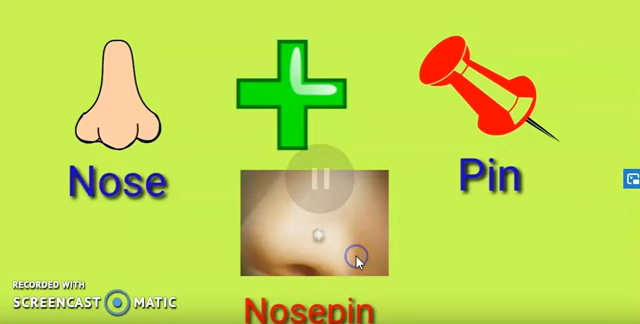 Nose
Pin
Nosepin
RECORDED WITH
SCREENCAST MATIC